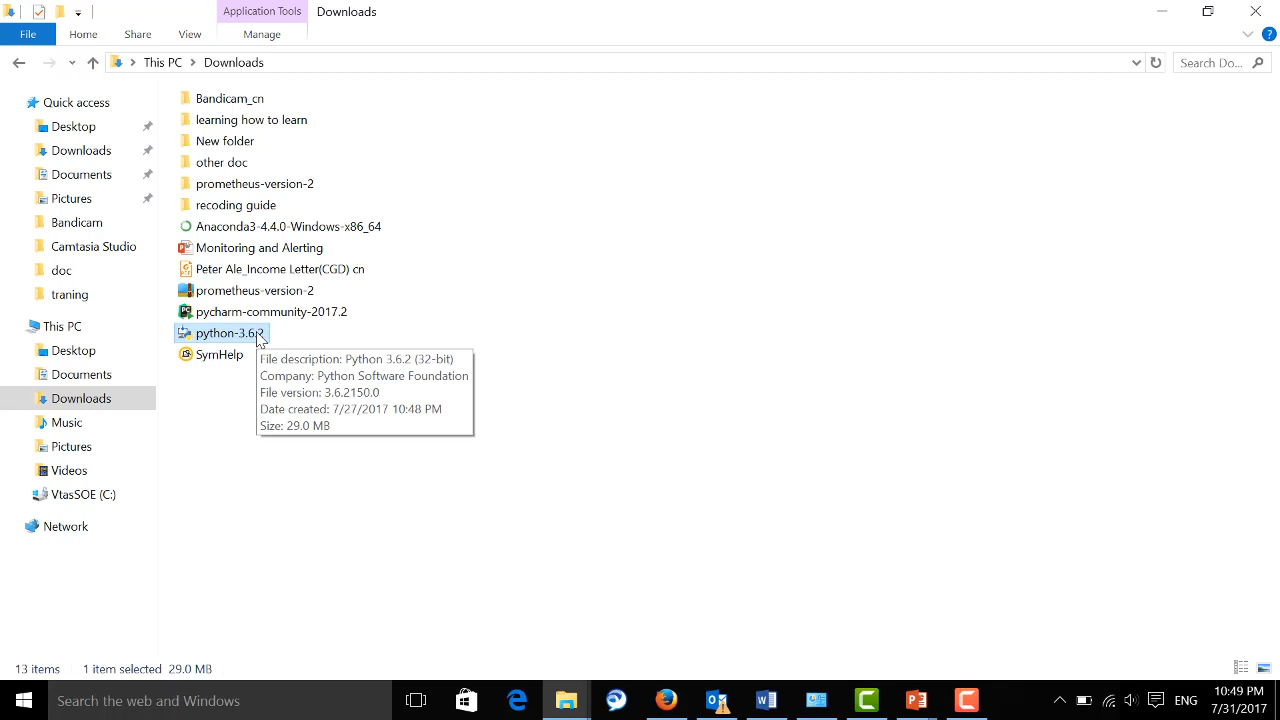 Application Tools
Downloads
File
Home
Share
View
Manage
This PC
Downloads
Search Do...
Quick access
Desktop
Downloads
Documents
Pictures
Bandicam
Camtasia Studio
doc
traning
This PC
Desktop
Documents
Downloads
Music
Pictures
Videos
VtasSOE (C:)
Network
Bandicam_cn
learning how to learn
New folder
other doc
prometheus-version-2
recoding guide
Anaconda3-4.4.0-Windows-x86_64
Monitoring and Alerting
Peter Ale_Income Letter(CGD) cn
prometheus-version-2
pycharm-community-2017.2
python-3.6.2
SymHelp
File description: Python 3.6.2 (32-bit)
Company: Python Software Foundation
File version: 3.6.2150.0
Date created: 7/27/2017 10:48 PM
Size: 29.0 MB
13 items
1 item selected 29.0 MB
Search the web and Windows
ENG
10:49 PM
7/31/2017